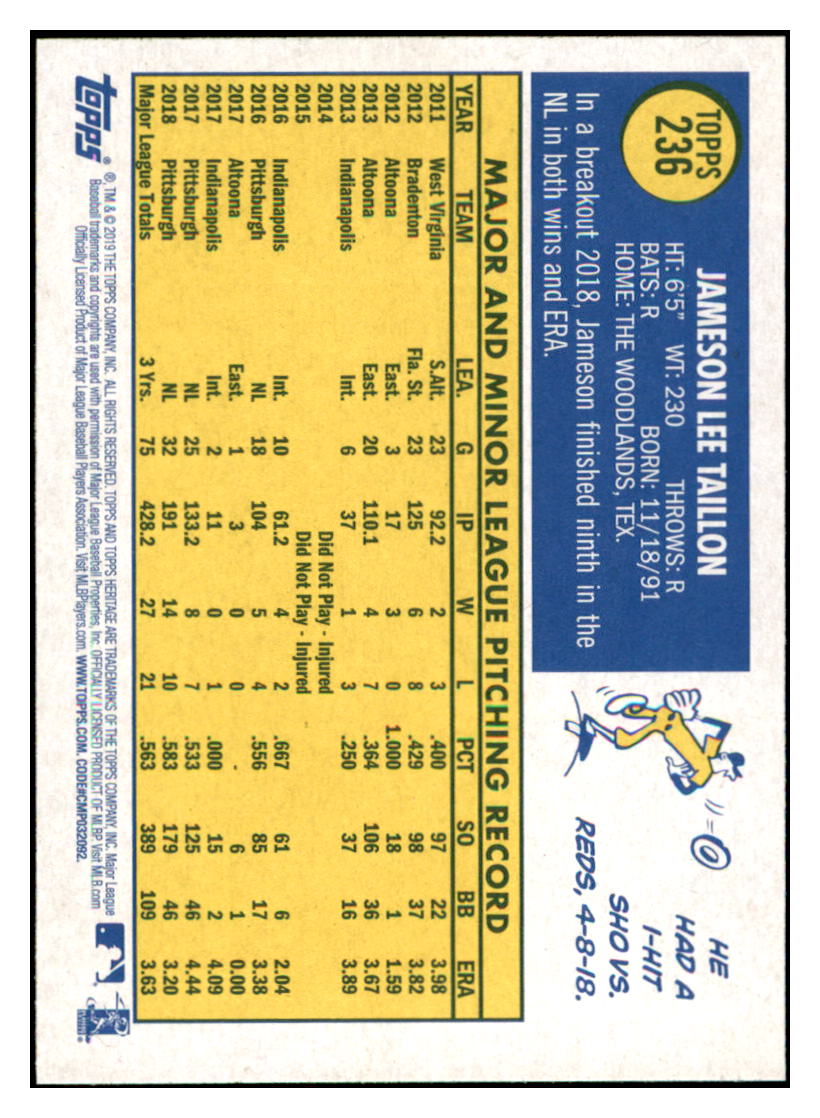 TOPPS
236
JAMESON LEE TAILLON
HT: 6'5" WT: 230 THROWS: R
BATS: R BORN: 11/18/91
HOME: THE WOODLANDS, TEX.
In a breakout 2018, Jameson finished ninth in the
NL in both wins and ERA.
HE
HAD A
1-HIT
SHO VS.
REDS, 4-8-18.
MAJOR AND MINOR LEAGUE PITCHING RECORD
YEAR TEAM LEA. G IP W L PCT SO BB ERA
2011 West Virginia S.Atl. 23 92.2 2 3 .400 97 22 3.98
2012 Bradenton Fla. St. 23 125 6 8 .429 98 37 3.82
2012 Altoona East. 3 17 3 0 1.000 18 1 1.59
2013 Altoona East. 20 110.1 4 7 .364 106 36 3.67
2013 Indianapolis Int. 6 37 1 3 .250 37 16 3.89
2014 Did Not Play - Injured
2015 Did Not Play - Injured
2016 Indianapolis Int. 10 61.2 4 2 .667 61 6 2.04
2016 Pittsburgh NL 18 104 5 4 .556 85 17 3.38
2017 Altoona East. 1 3 0 0 - 6 1 0.00
2017 Indianapolis Int. 2 11 0 1 .000 15 2 4.09
2017 Pittsburgh NL 25 133.2 8 7 .533 125 46 4.44
2018 Pittsburgh NL 32 191 14 10 .583 179 46 3.20
Major League Totals 3 Yrs. 75 428.2 27 21 .563 389 109 3.63
topps®
®, TM & © 2019 THE TOPPS COMPANY, INC. ALL RIGHTS RESERVED. TOPPS AND TOPPS HERITAGE ARE TRADEMARKS OF THE TOPPS COMPANY, INC. Major League
Baseball trademarks and copyrights are used with permission of Major League Baseball Properties, Inc. OFFICIALLY LICENSED PRODUCT OF MLBP. Visit MLB.com
Officially Licensed Product of Major League Baseball Players Association. Visit MLBPlayers.com. WWW.TOPPS.COM. CODE#CMP032092.